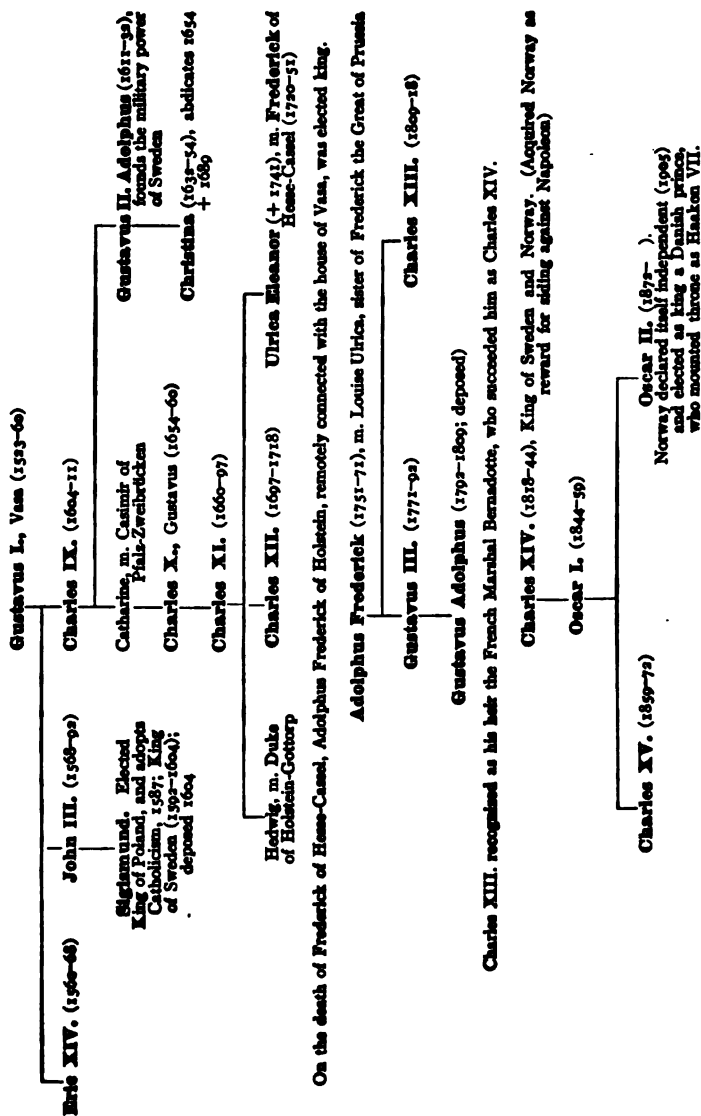 Gustavus I., Vasa (1523-60)
Eric XIV. (1560-68)
John III. (1568-92)
Charles IX. (1604-11)
Sigismund. Elected
King of Poland, and adopts
Catholicism, 1587; King
of Sweden (1592-1604);
deposed 1604
Catharine, m. Casimir of
Pfalz-Zweibrücken
Gustavus II. Adolphus (1611-32),
founds the military power
of Sweden
Charles X., Gustavus (1654-60)
Christina (1632-54), abdicates 1654
+ 1689
Charles XI. (1660-97)
Hedwig, m. Duke
of Holstein-Gottorp
Charles XII. (1697-1718)
Ulrica Eleanor (+ 1741), m. Frederick of
Hesse-Cassel (1720-51)
On the death of Frederick of Hesse-Cassel, Adolphus Frederick of Holstein, remotely connected with the house of Vasa, was elected king.
Adolphus Frederick (1751-71), m. Louise Ulrica, sister of Frederick the Great of Prussia
Gustavus III. (1771-92)
Charles XIII. (1809-18)
Gustavus Adolphus (1792-1809; deposed)
Charles XIII. recognized as his heir the French Marshal Bernadotte, who succeeded him as Charles XIV.
Charles XIV. (1818-44), King of Sweden and Norway. (Acquired Norway as
reward for siding against Napoleon)
Oscar I. (1844-59)
Charles XV. (1859-72)
Oscar II. (1872- ).
Norway declared itself independent (1905)
and elected as king a Danish prince,
who mounted throne as Haaken VII.